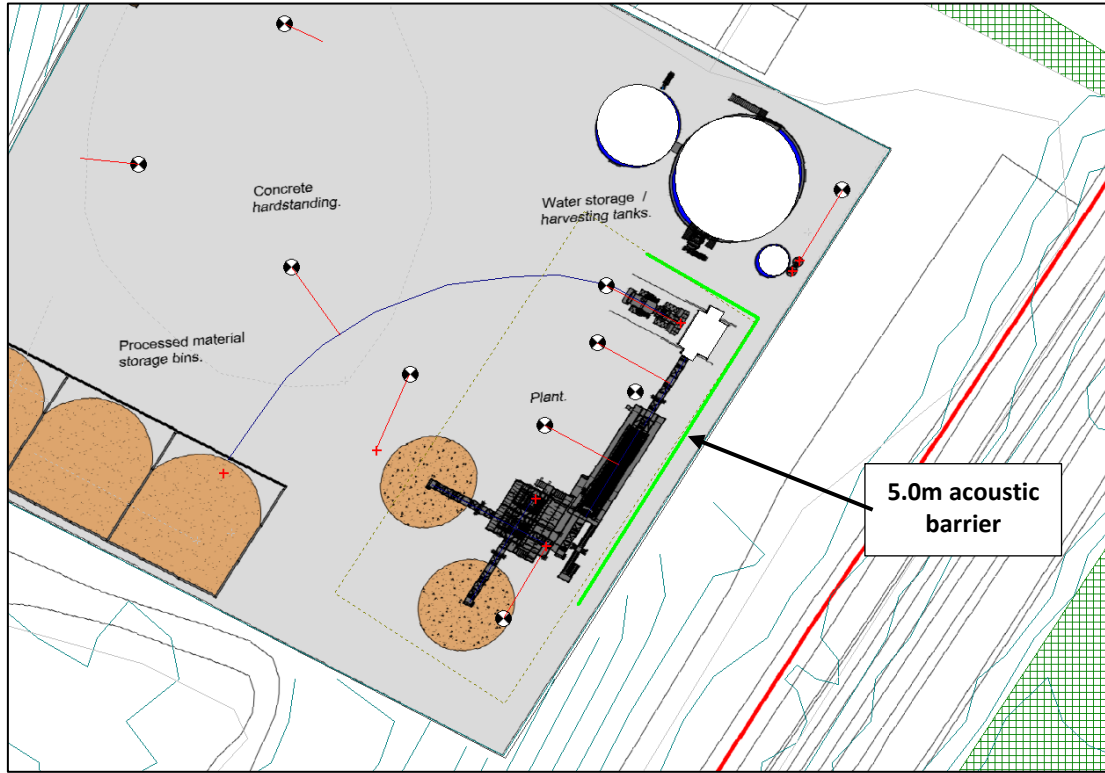 Concrete
hardstanding.
Water storage /
harvesting tanks.
Processed material
storage bins.
Plant.
5.0m acoustic
barrier